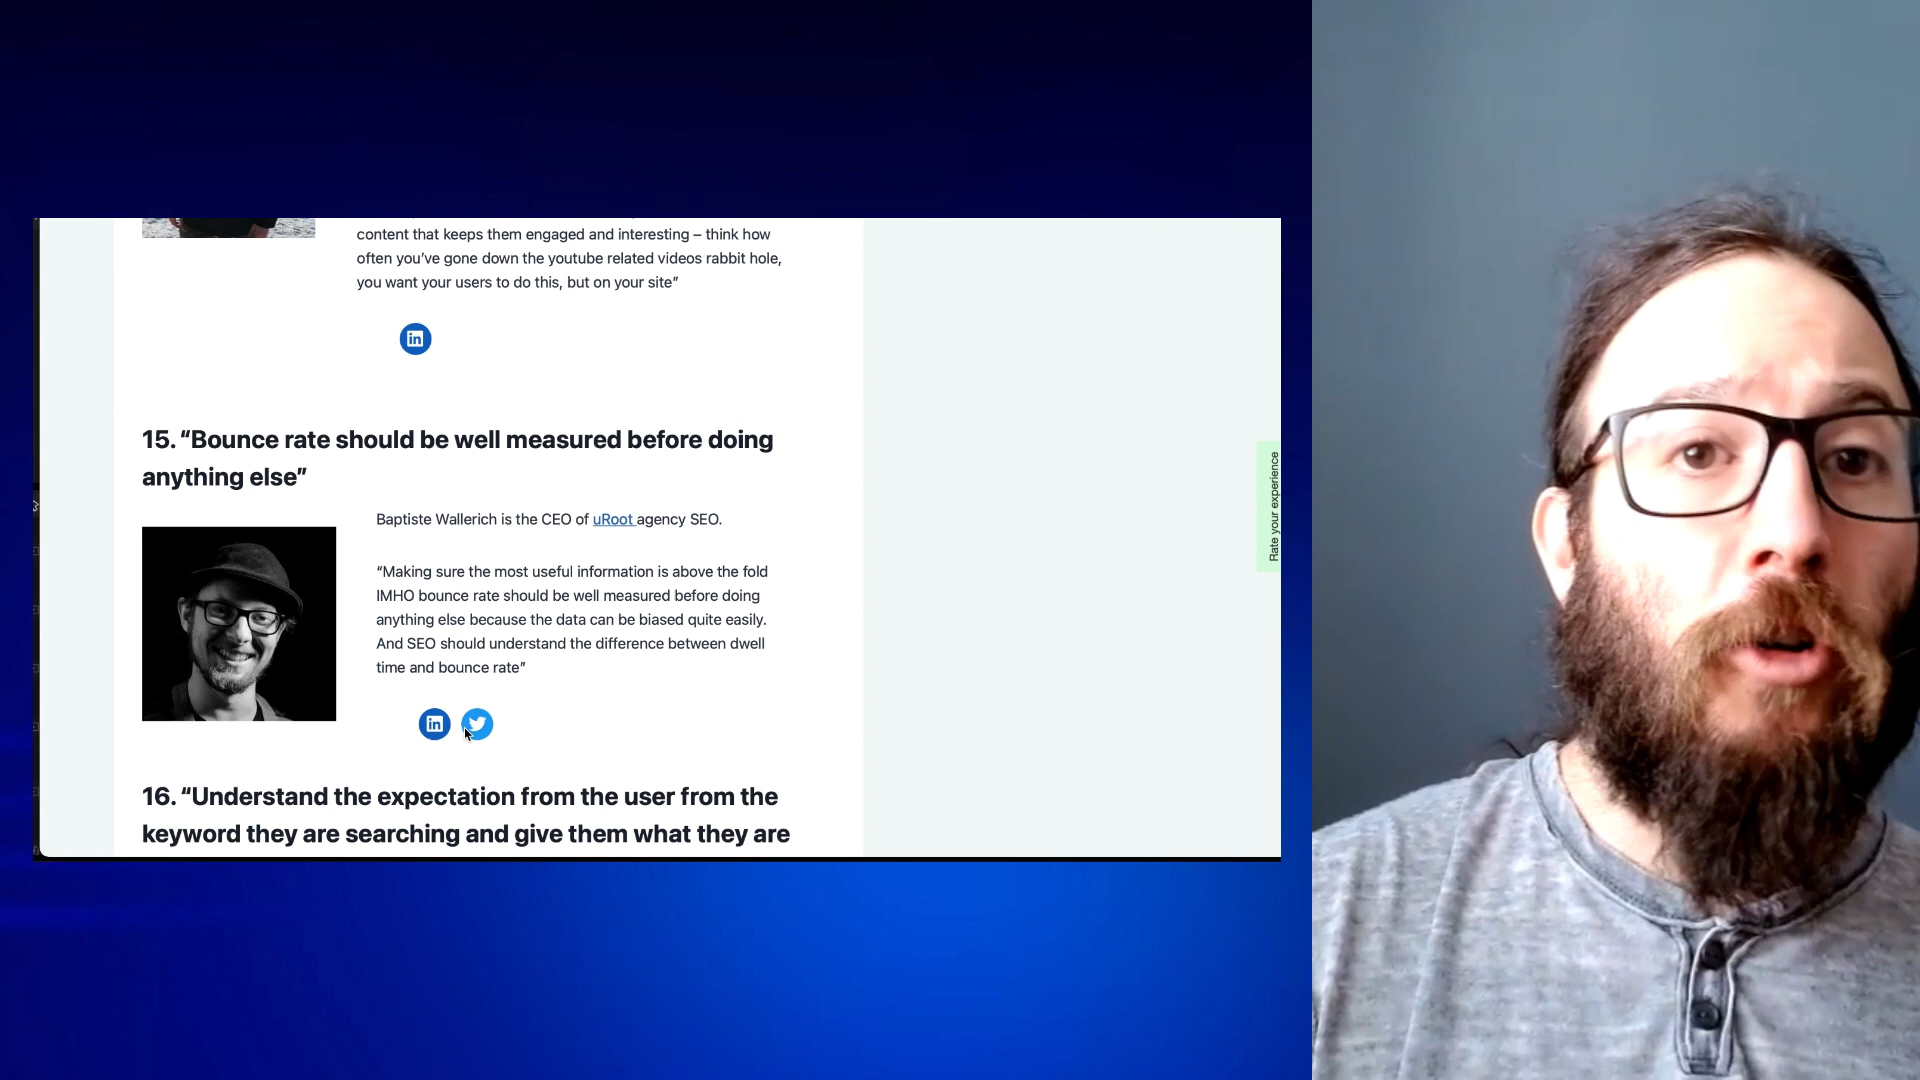 content that keeps them engaged and interesting – think how
often you’ve gone down the youtube related videos rabbit hole,
you want your users to do this, but on your site”
in
15. “Bounce rate should be well measured before doing
anything else”
Baptiste Wallerich is the CEO of uRoot agency SEO.
“Making sure the most useful information is above the fold
IMHO bounce rate should be well measured before doing
anything else because the data can be biased quite easily.
And SEO should understand the difference between dwell
time and bounce rate”
in
16. “Understand the expectation from the user from the
keyword they are searching and give them what they are
Rate your experience